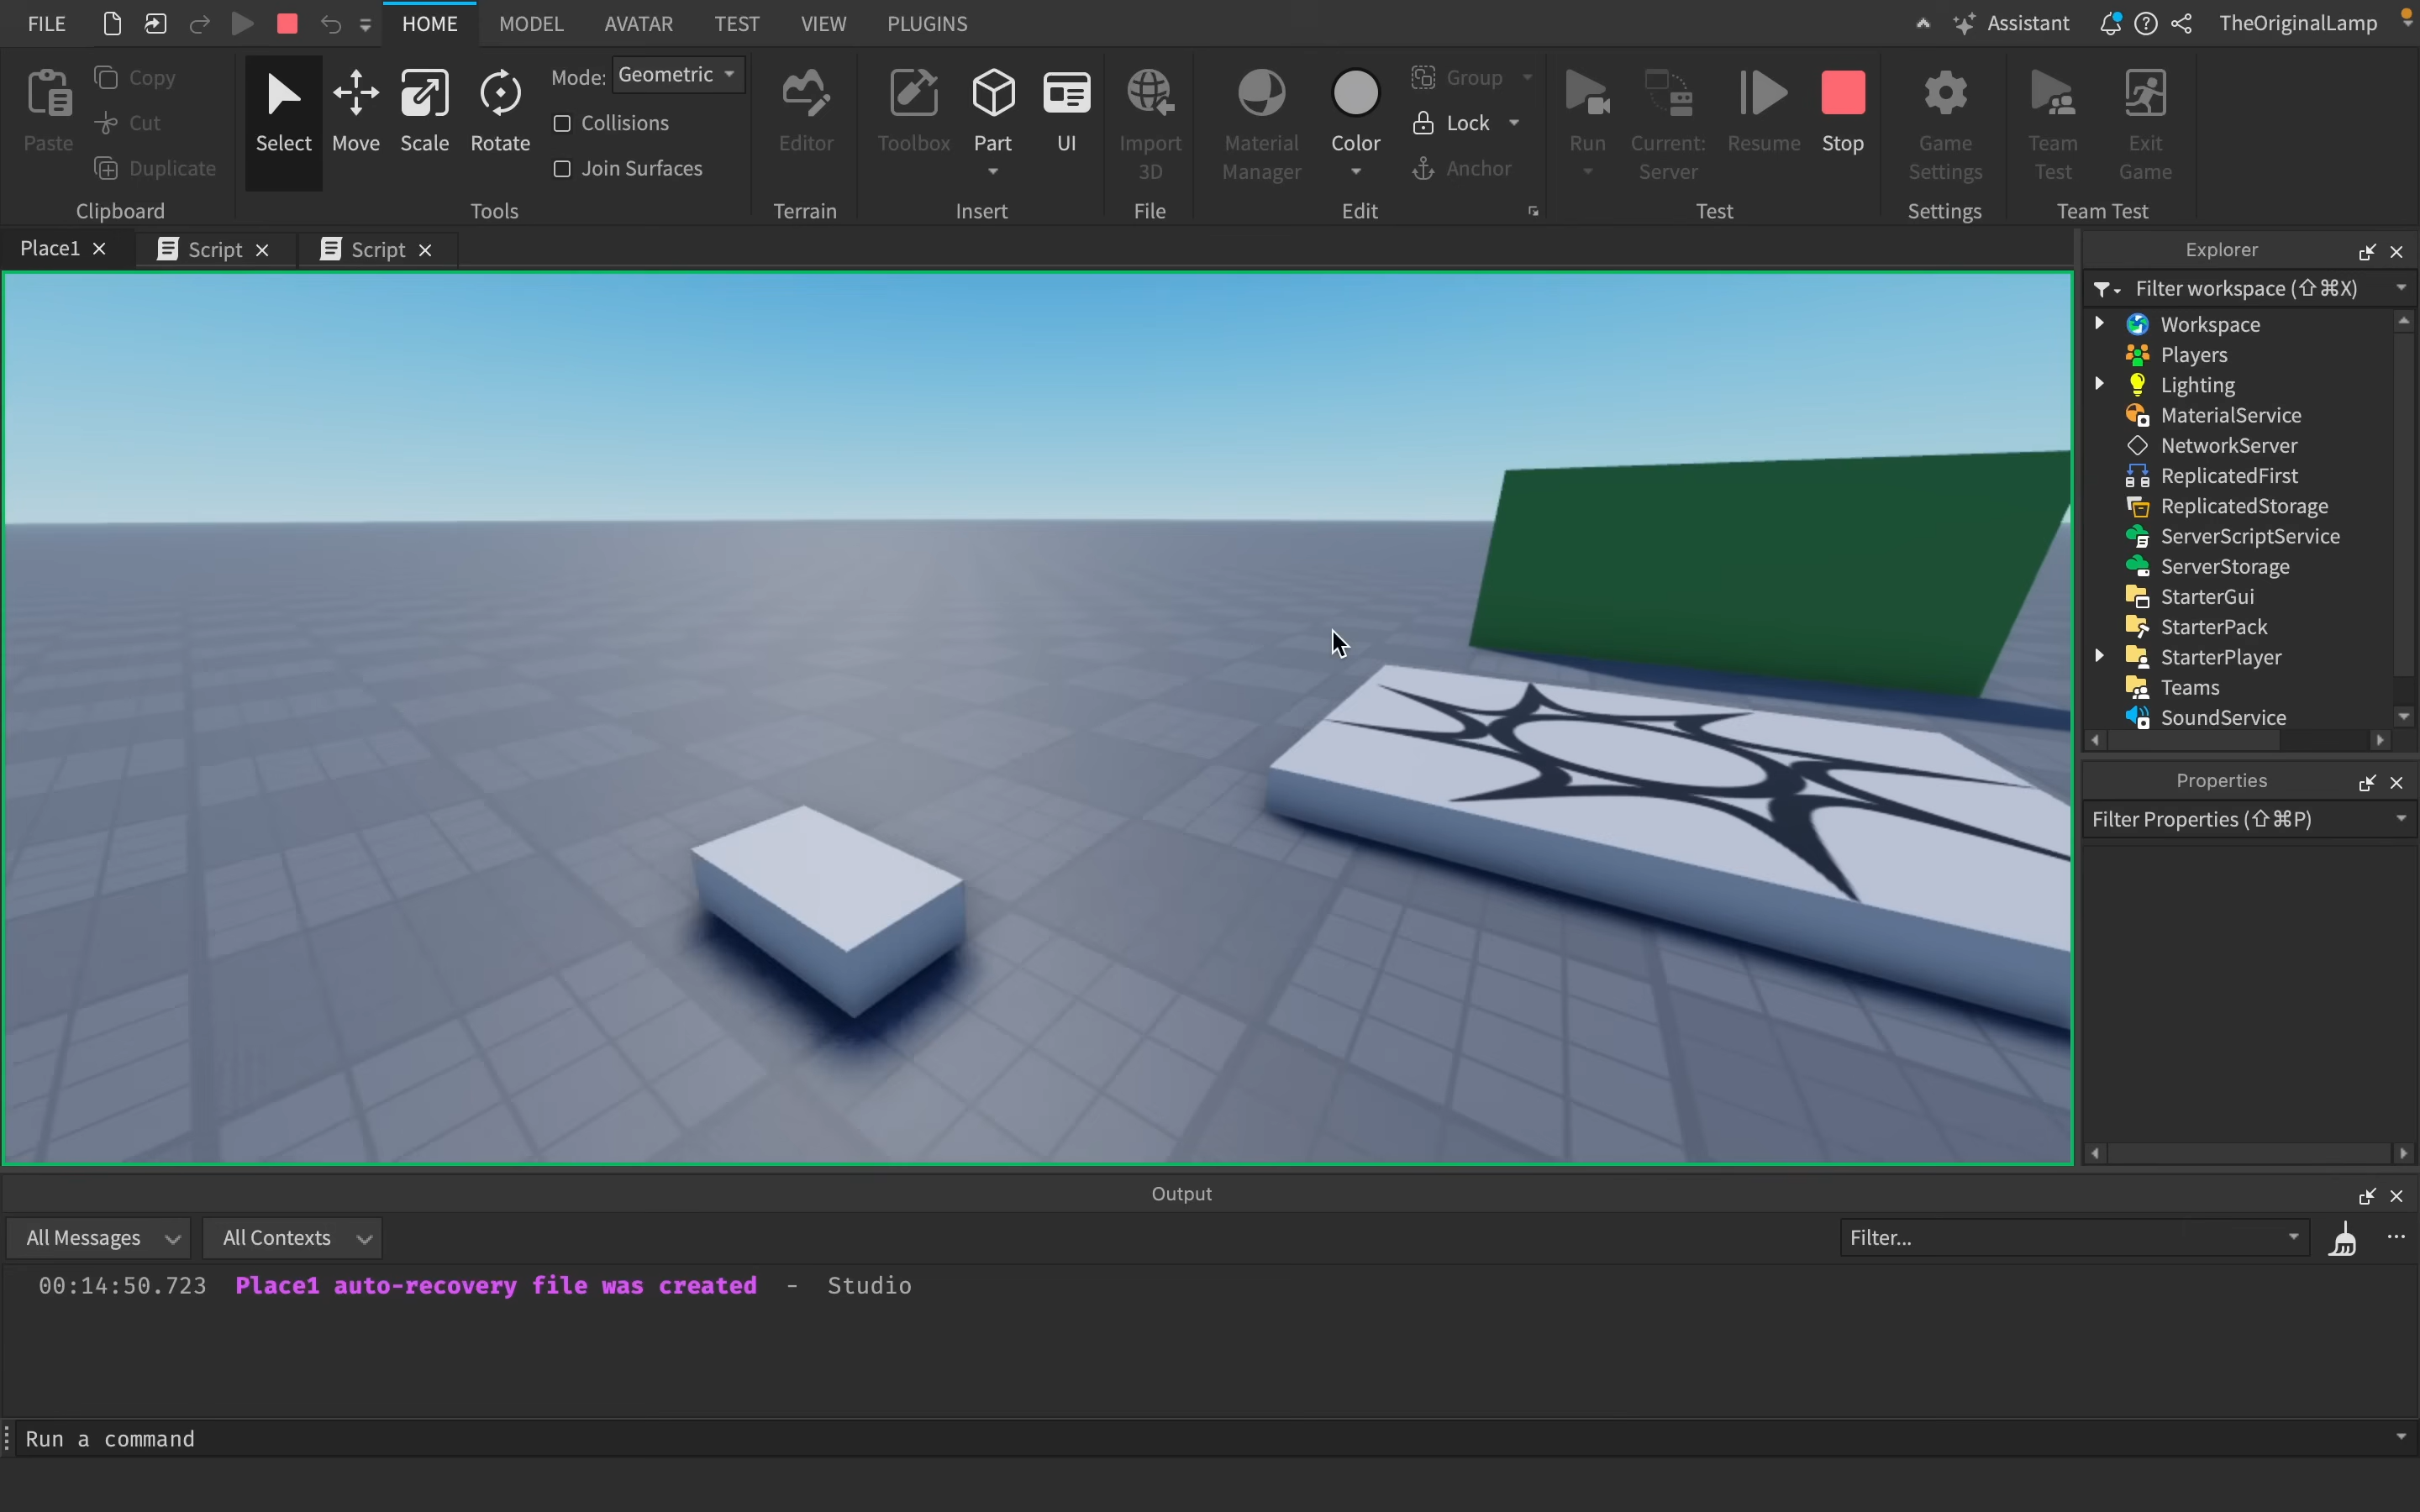 FILE HOME MODEL AVATAR TEST VIEW PLUGINS Assistant TheOriginalLamp
Paste
Copy
Cut
Duplicate
Clipboard
Select Move Scale Rotate
Mode: Geometric
Collisions
Join Surfaces
Tools
Editor
Terrain
Toolbox Part UI
Insert
Import
3D
File
Material
Manager
Color
Group
Lock
Anchor
Edit
Run
Current:
Server
Resume
Stop
Test
Game
Settings
Settings
Team
Test
Exit
Game
Team Test
Place1 Script Script
Explorer
Filter workspace (⇧⌘X)
Workspace
Players
Lighting
MaterialService
NetworkServer
ReplicatedFirst
ReplicatedStorage
ServerScriptService
ServerStorage
StarterGui
StarterPack
StarterPlayer
Teams
SoundService
Properties
Filter Properties (⇧⌘P)
Output
All Messages All Contexts Filter...
00:14:50.723 Place1 auto-recovery file was created - Studio
Run a command